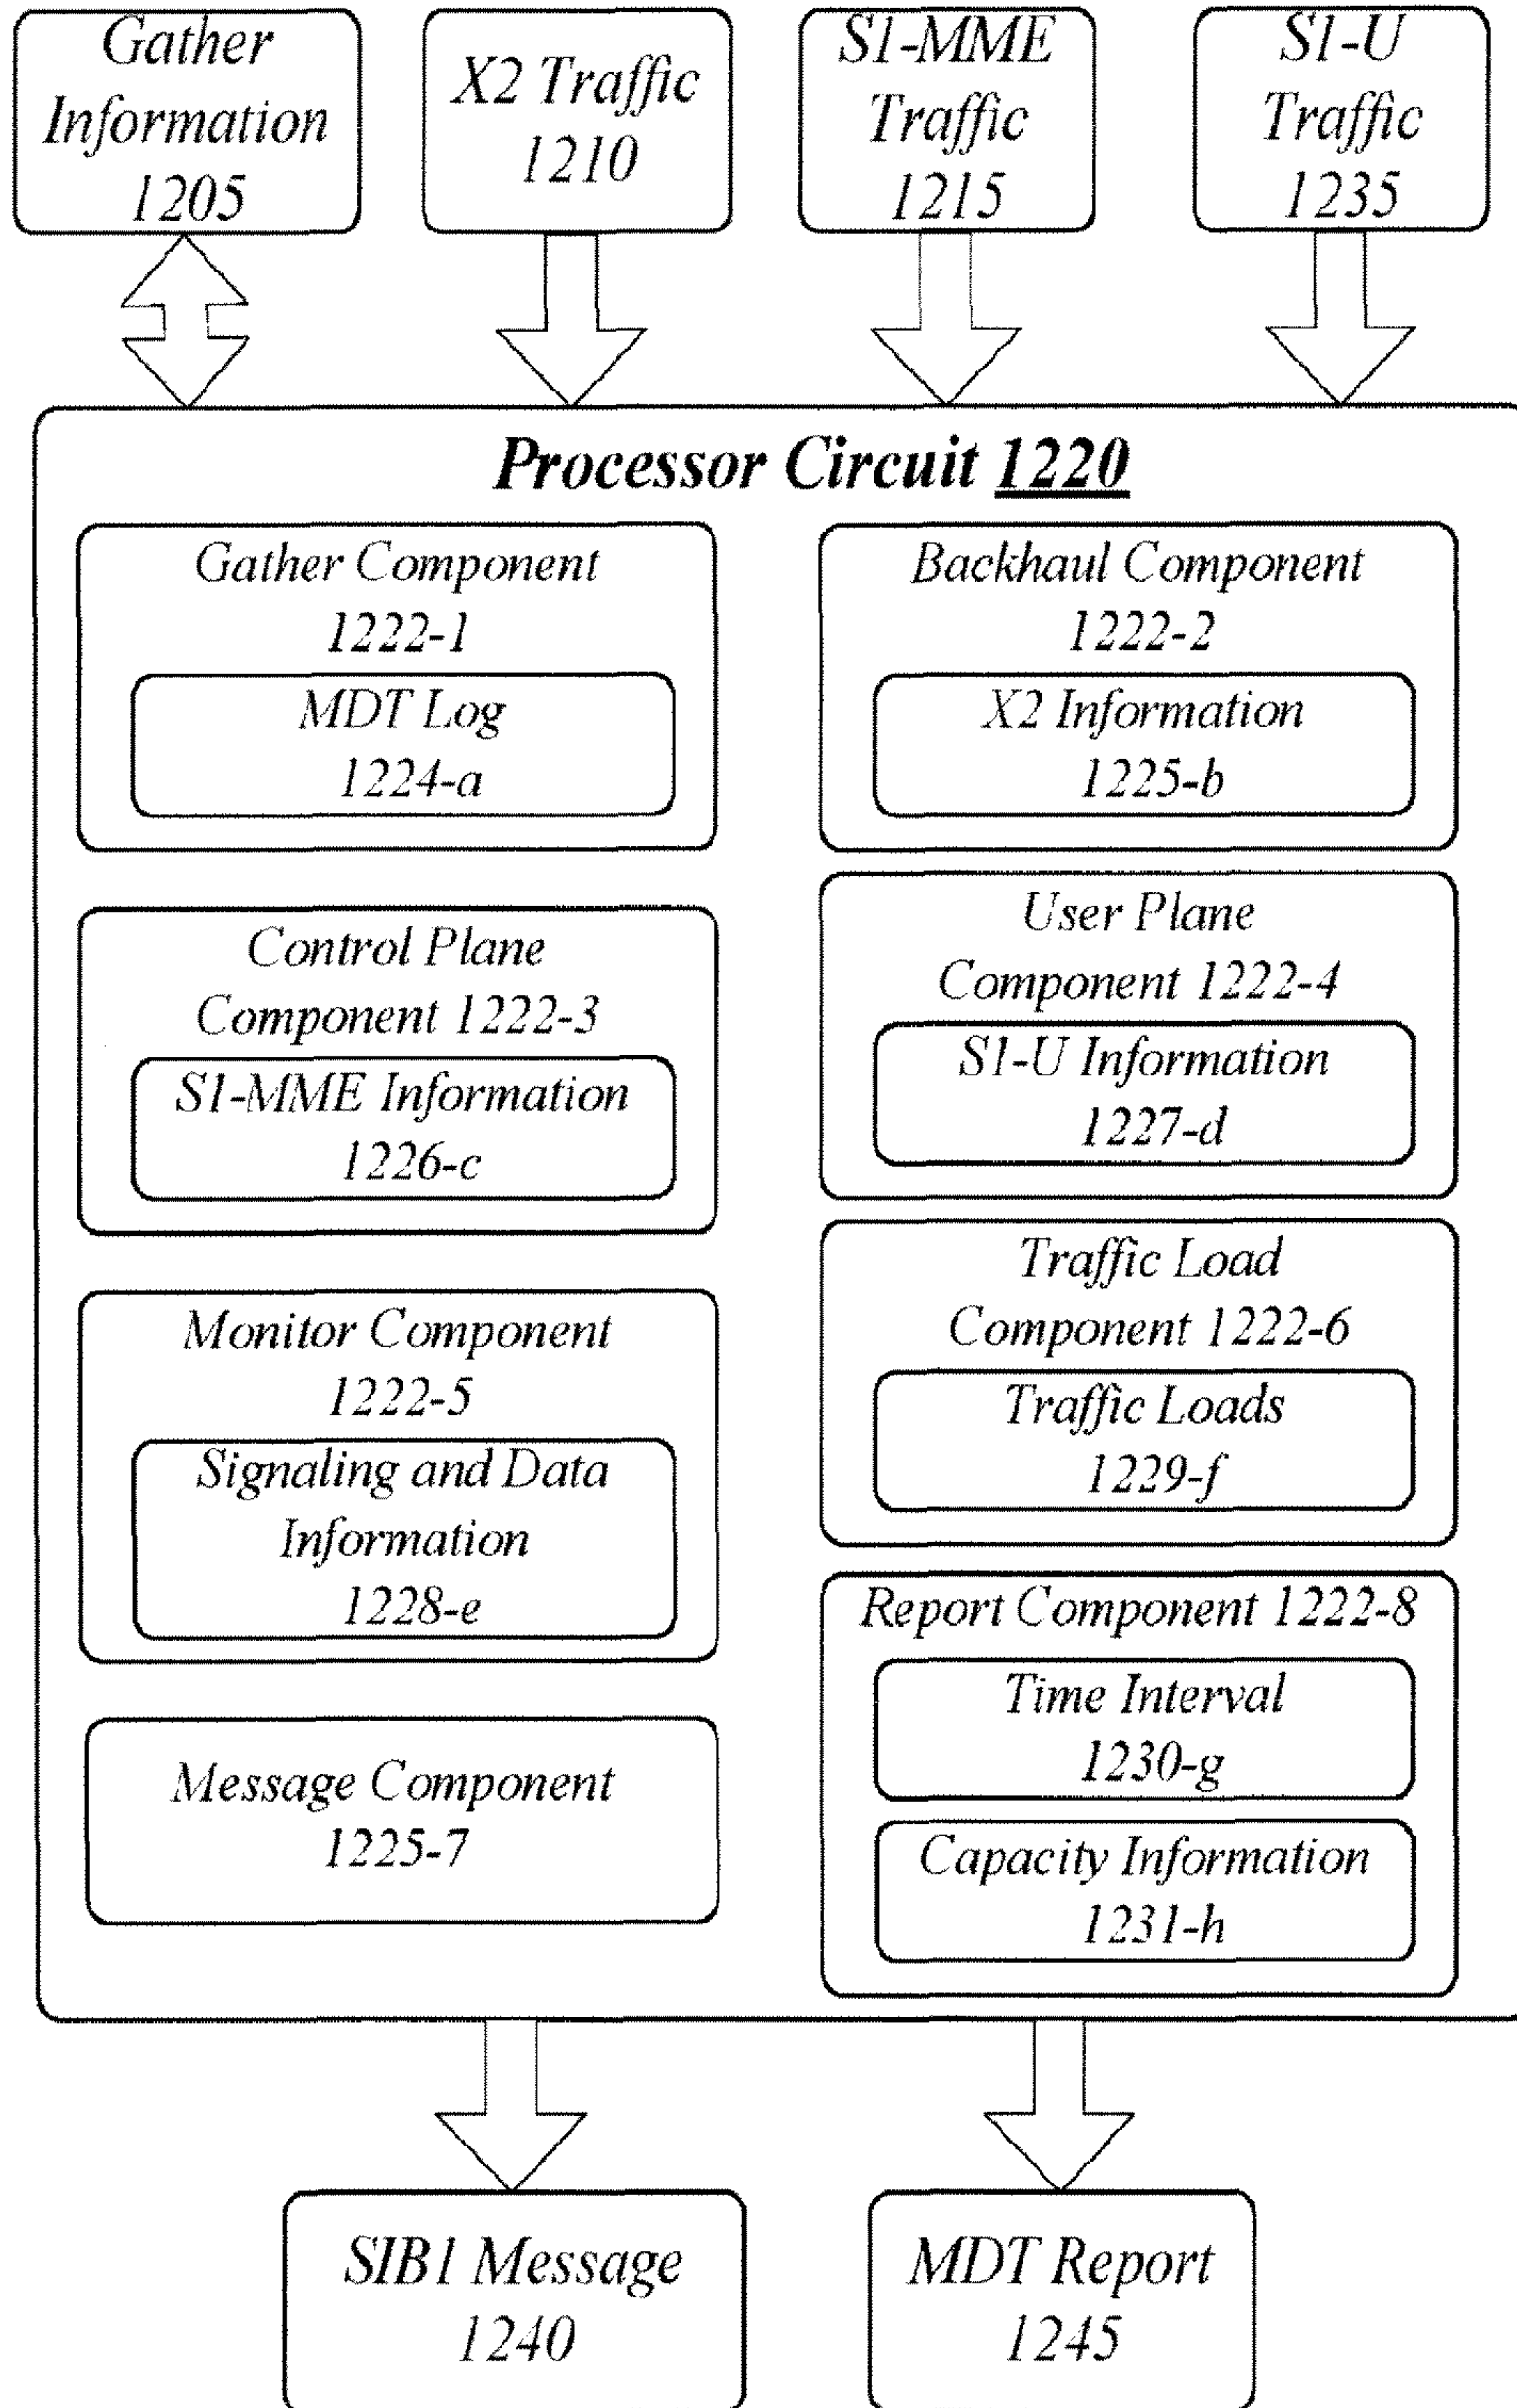 Gather
Information
1205
X2 Traffic
1210
S1-MME
Traffic
1215
S1-U
Traffic
1235
Processor Circuit 1220
Gather Component
1222-1
MDT Log
1224-a
Backhaul Component
1222-2
X2 Information
1225-b
Control Plane
Component 1222-3
S1-MME Information
1226-c
User Plane
Component 1222-4
S1-U Information
1227-d
Monitor Component
1222-5
Signaling and Data
Information
1228-e
Traffic Load
Component 1222-6
Traffic Loads
1229-f
Message Component
1225-7
Report Component 1222-8
Time Interval
1230-g
Capacity Information
1231-h
SIB1 Message
1240
MDT Report
1245